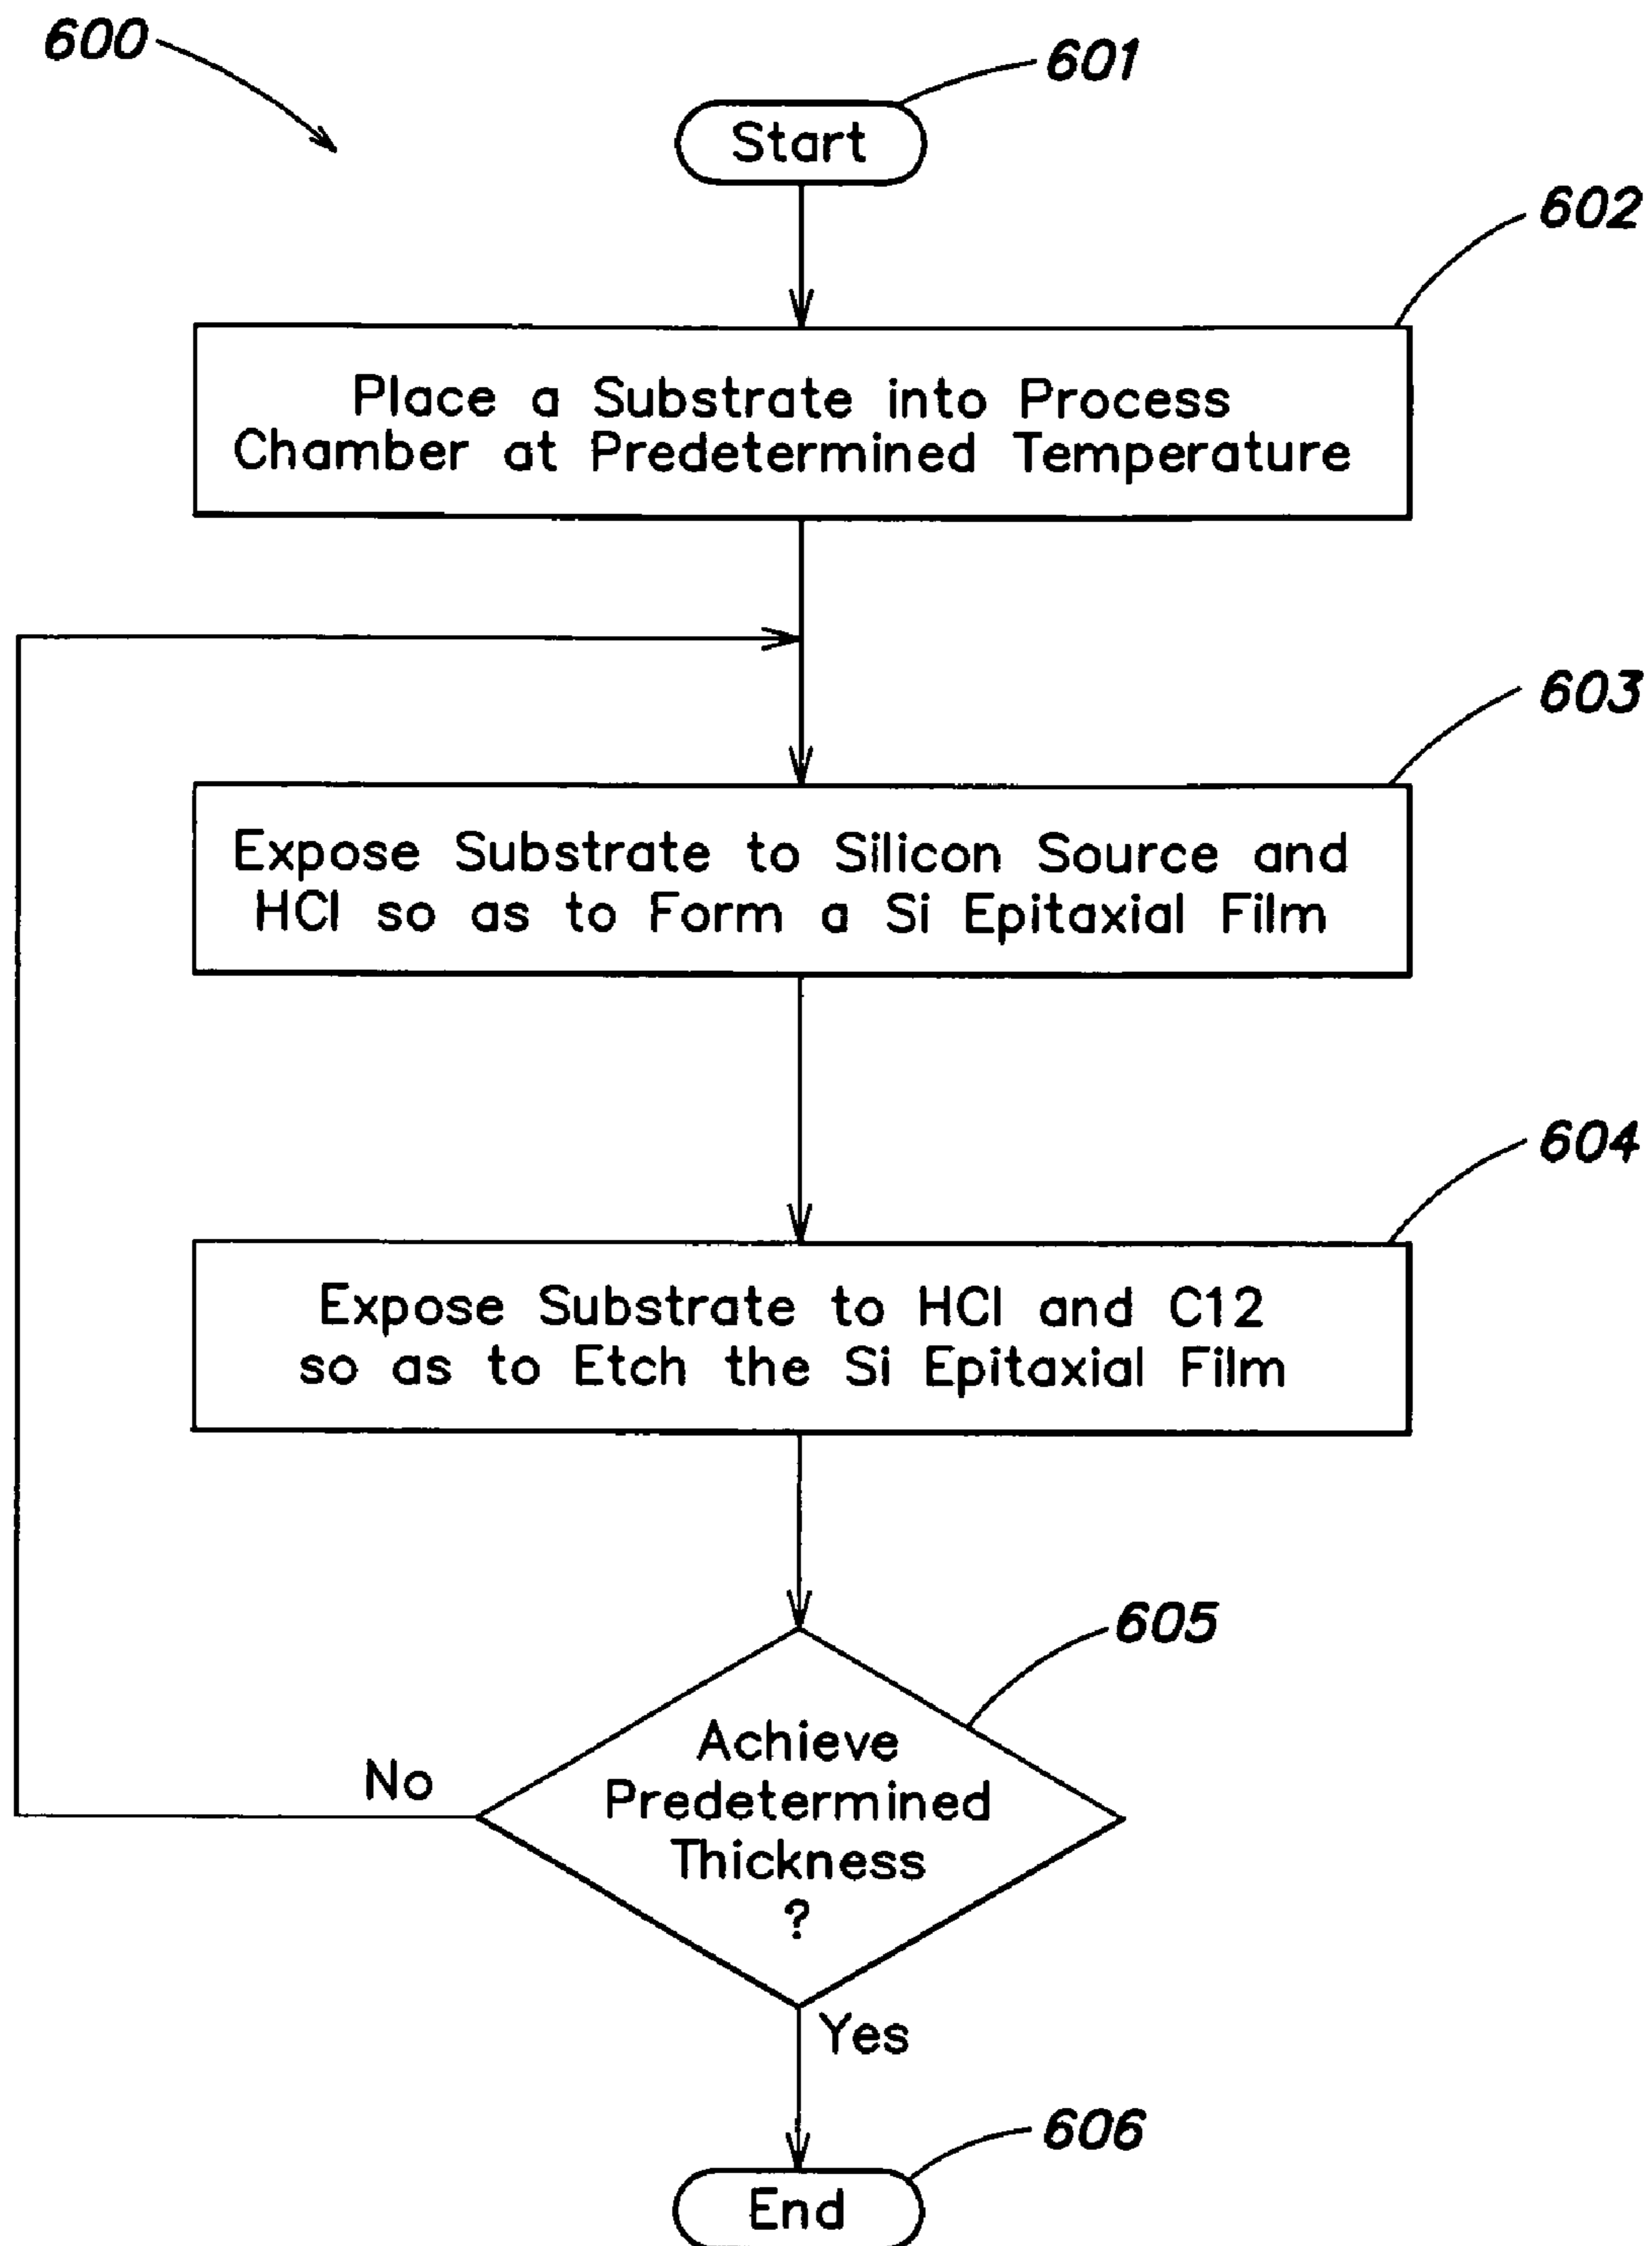 600
601
Start
602
Place a Substrate into Process
Chamber at Predetermined Temperature
603
Expose Substrate to Silicon Source and
HCl so as to Form a Si Epitaxial Film
604
Expose Substrate to HCl and C12
so as to Etch the Si Epitaxial Film
605
Achieve
Predetermined
Thickness
?
No
Yes
606
End